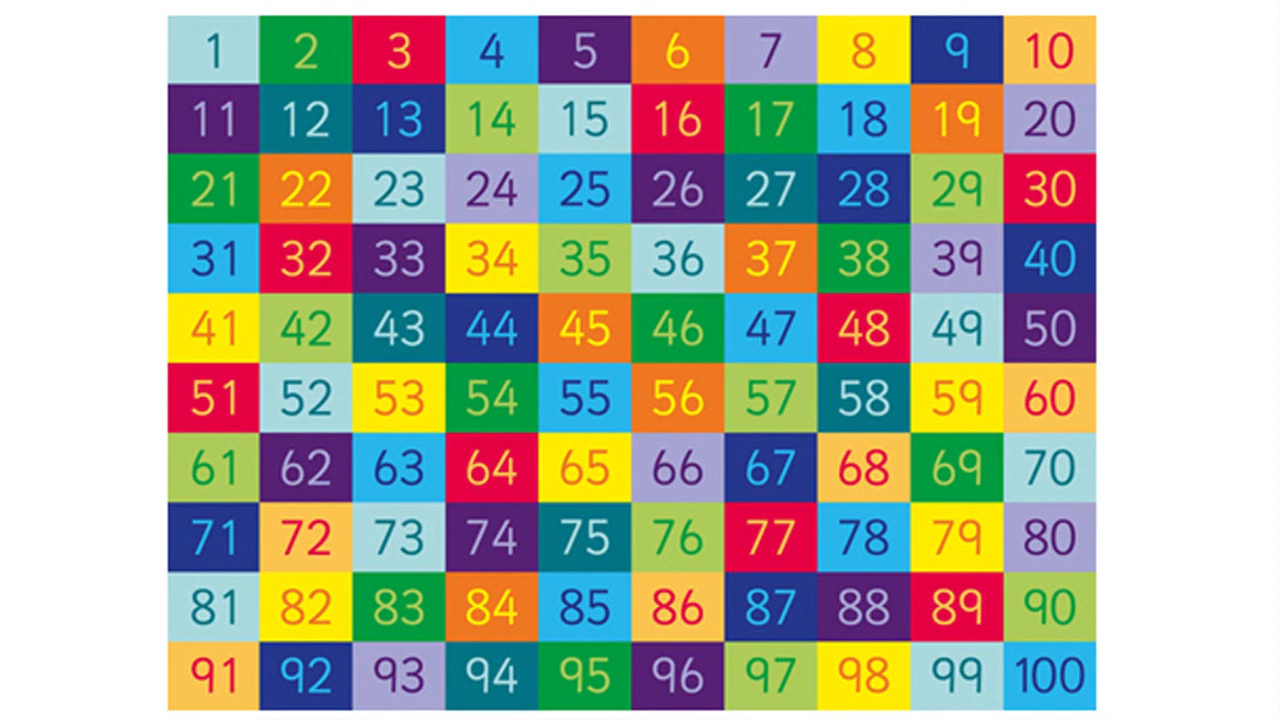 1 2 3 4 5 6 7 8 9 10
11 12 13 14 15 16 17 18 19 20
21 22 23 24 25 26 27 28 29 30
31 32 33 34 35 36 37 38 39 40
41 42 43 44 45 46 47 48 49 50
51 52 53 54 55 56 57 58 59 60
61 62 63 64 65 66 67 68 69 70
71 72 73 74 75 76 77 78 79 80
81 82 83 84 85 86 87 88 89 90
91 92 93 94 95 96 97 98 99 100